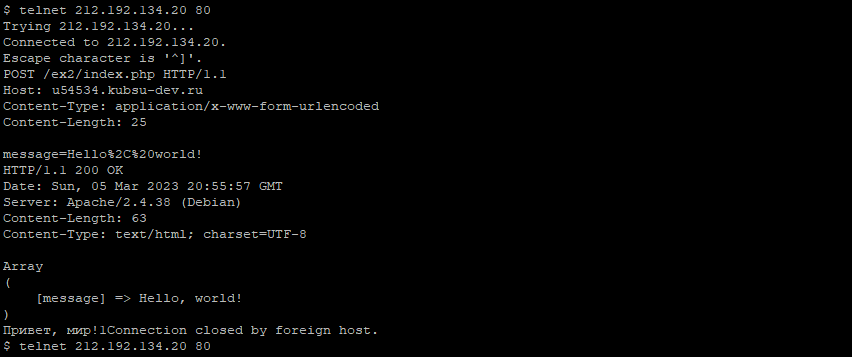 $ telnet 212.192.134.20 80
Trying 212.192.134.20...
Connected to 212.192.134.20.
Escape character is '^]'.
POST /ex2/index.php HTTP/1.1
Host: u54534.kubsu-dev.ru
Content-Type: application/x-www-form-urlencoded
Content-Length: 25

message=Hello%2C%20world!
HTTP/1.1 200 OK
Date: Sun, 05 Mar 2023 20:55:57 GMT
Server: Apache/2.4.38 (Debian)
Content-Length: 63
Content-Type: text/html; charset=UTF-8

Array
(
    [message] => Hello, world!
)
Привет, мир!1Connection closed by foreign host.
$ telnet 212.192.134.20 80